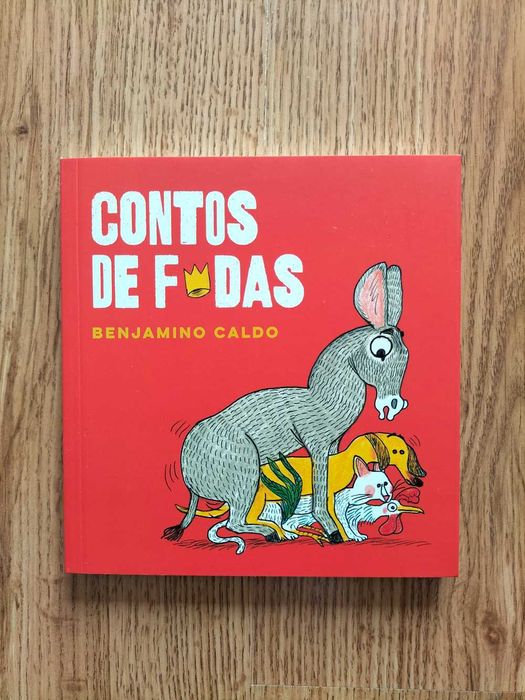 CONTOS
DE F DAS
BENJAMINO CALDO